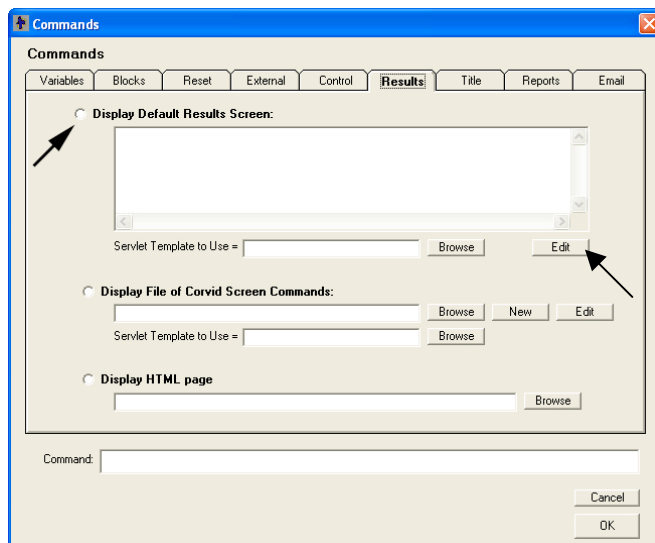 Commands
Commands
Variables Blocks Reset External Control Results Title Reports Email
Display Default Results Screen:
Servlet Template to Use = Browse Edit
Display File of Corvid Screen Commands:
Browse New Edit
Servlet Template to Use = Browse
Display HTML page
Browse
Command:
Cancel
OK